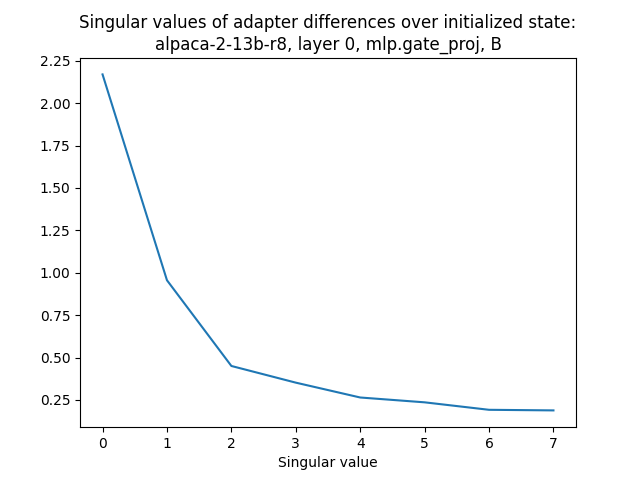 Singular values of adapter differences over initialized state:
alpaca-2-13b-r8, layer 0, mlp.gate_proj, B
2.25
2.00
1.75
1.50
1.25
1.00
0.75
0.50
0.25
0 1 2 3 4 5 6 7
Singular value